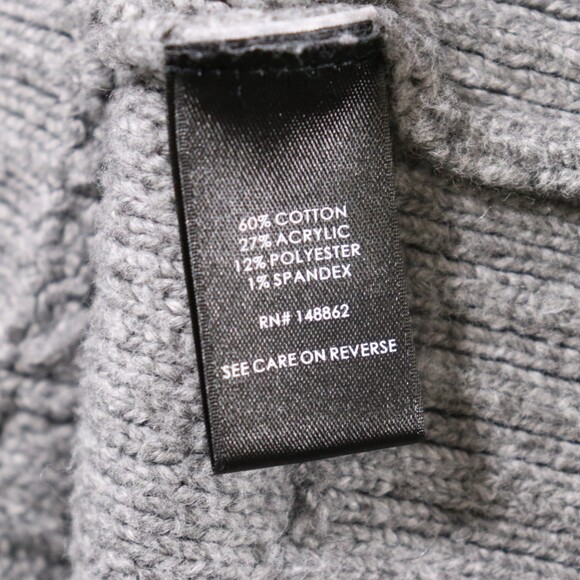 60% COTTON
27% ACRYLIC
12% POLYESTER
1% SPANDEX
RN# 148862
SEE CARE ON REVERSE